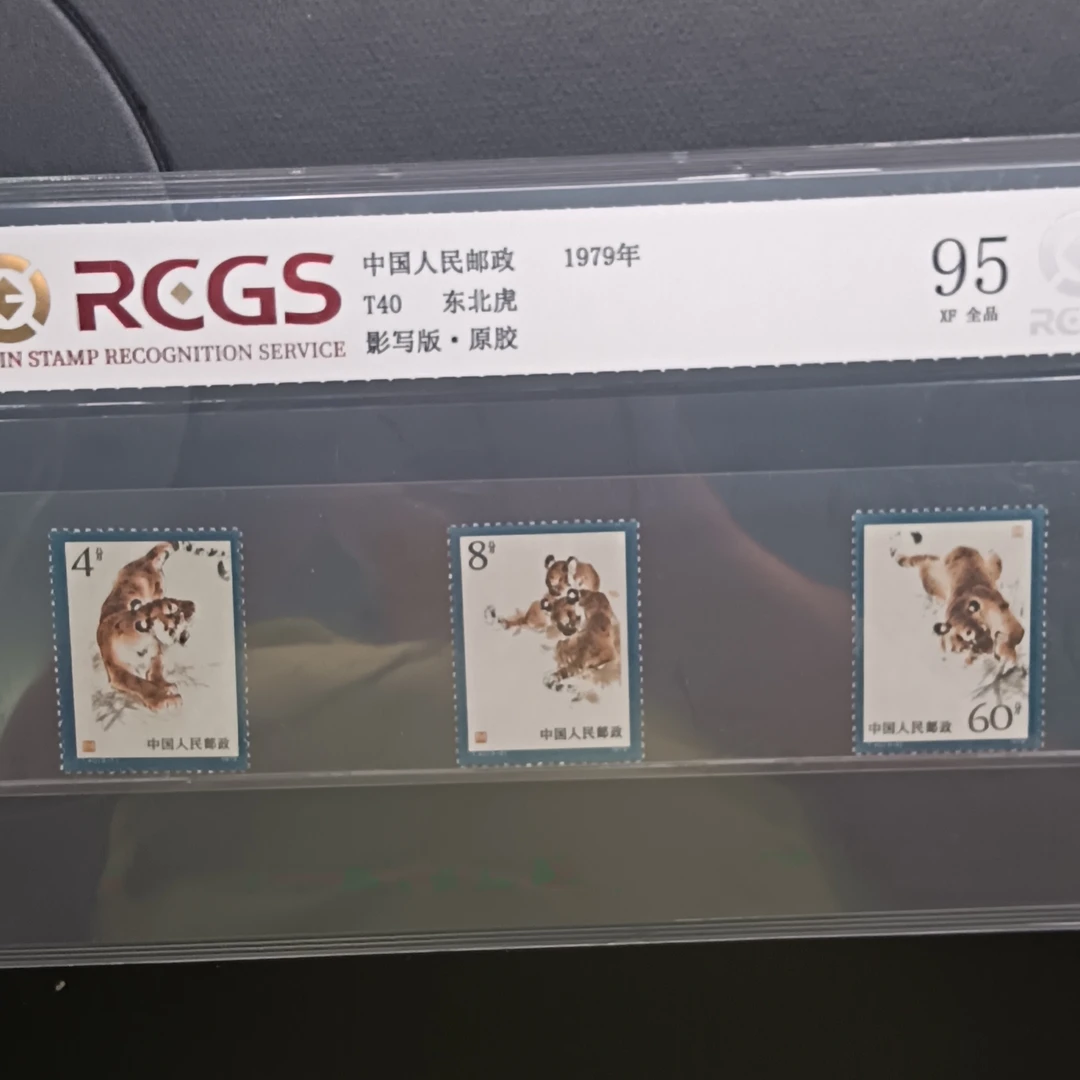 RCGS
IN STAMP RECOGNITION SERVICE
中国人民邮政 1979年
T40 东北虎
影写版·原胶
95
XF 全品
RC
4分
中国人民邮政
8分
中国人民邮政
中国人民邮政 60分